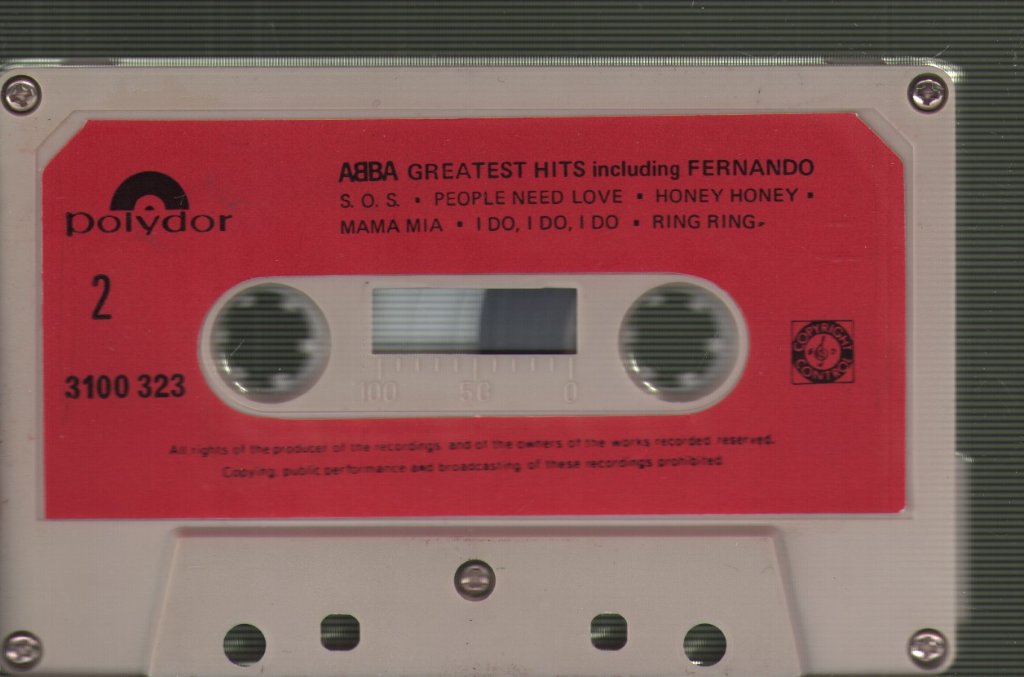 ABBA GREATEST HITS including FERNANDO
S. O. S. ▪ PEOPLE NEED LOVE ▪ HONEY HONEY ▪
MAMA MIA ▪ I DO, I DO, I DO ▪ RING RING
polydor
2
3100 323
COPYRIGHT
CONTROL
100 50 0
All rights of the producer of the recordings and of the owners of the works recorded reserved.
Copying, public performance and broadcasting of these recordings prohibited